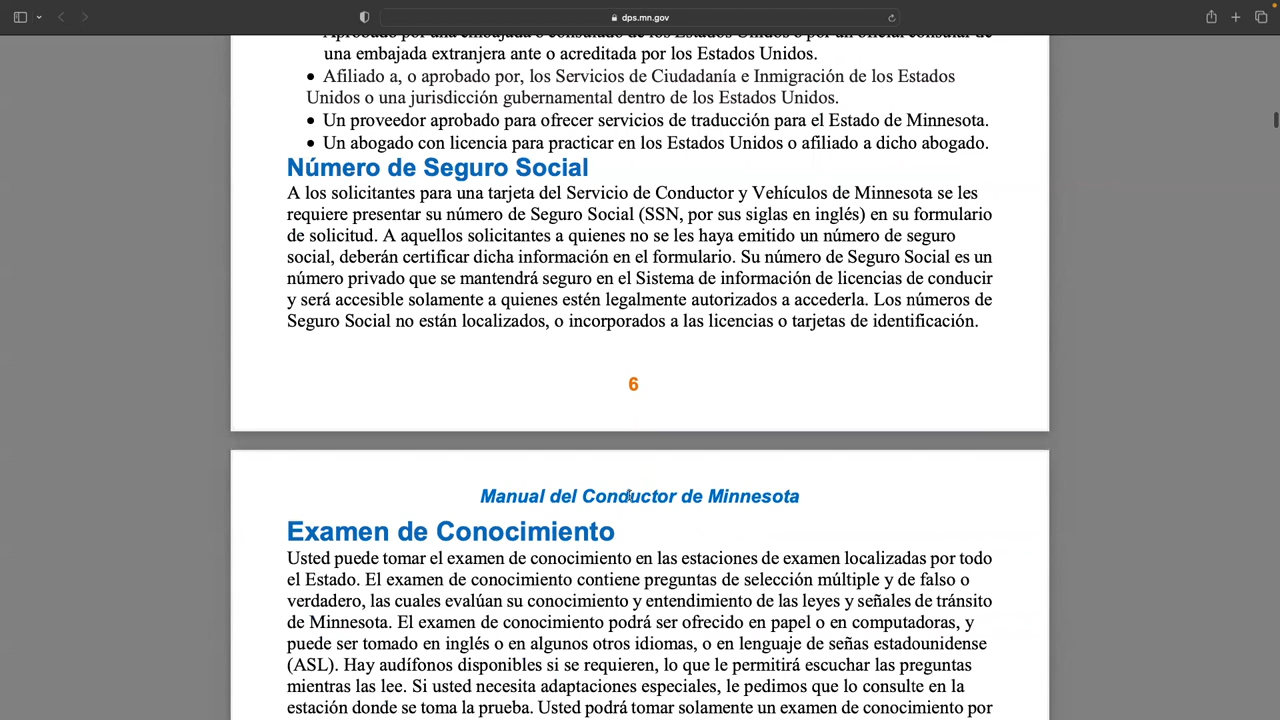 dps.mn.gov
Aprobado por una embajada o consulado de los Estados Unidos o por un oficial consular de
una embajada extranjera ante o acreditada por los Estados Unidos.
• Afiliado a, o aprobado por, los Servicios de Ciudadanía e Inmigración de los Estados
Unidos o una jurisdicción gubernamental dentro de los Estados Unidos.
• Un proveedor aprobado para ofrecer servicios de traducción para el Estado de Minnesota.
• Un abogado con licencia para practicar en los Estados Unidos o afiliado a dicho abogado.
Número de Seguro Social
A los solicitantes para una tarjeta del Servicio de Conductor y Vehículos de Minnesota se les
requiere presentar su número de Seguro Social (SSN, por sus siglas en inglés) en su formulario
de solicitud. A aquellos solicitantes a quienes no se les haya emitido un número de seguro
social, deberán certificar dicha información en el formulario. Su número de Seguro Social es un
número privado que se mantendrá seguro en el Sistema de información de licencias de conducir
y será accesible solamente a quienes estén legalmente autorizados a accederla. Los números de
Seguro Social no están localizados, o incorporados a las licencias o tarjetas de identificación.
6
Manual del Conductor de Minnesota
Examen de Conocimiento
Usted puede tomar el examen de conocimiento en las estaciones de examen localizadas por todo
el Estado. El examen de conocimiento contiene preguntas de selección múltiple y de falso o
verdadero, las cuales evalúan su conocimiento y entendimiento de las leyes y señales de tránsito
de Minnesota. El examen de conocimiento podrá ser ofrecido en papel o en computadoras, y
puede ser tomado en inglés o en algunos otros idiomas, o en lenguaje de señas estadounidense
(ASL). Hay audífonos disponibles si se requieren, lo que le permitirá escuchar las preguntas
mientras las lee. Si usted necesita adaptaciones especiales, le pedimos que lo consulte en la
estación donde se toma la prueba. Usted podrá tomar solamente un examen de conocimiento por